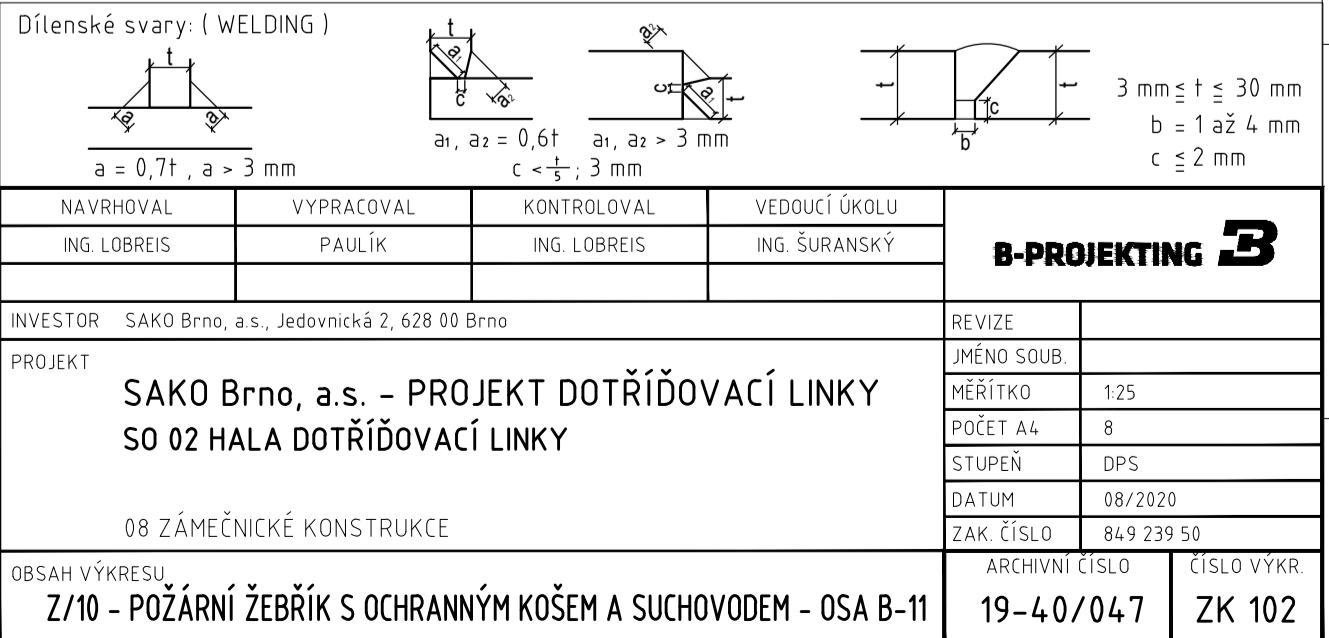 Dílenské svary: ( WELDING )
t
a
a
a = 0,7t , a > 3 mm
t
a1
c
a2
a1, a2 = 0,6t
a2
c
a1
t
a1, a2 > 3 mm
c < t/5 ; 3 mm
t
t
c
b
3 mm ≦ t ≦ 30 mm
b = 1 až 4 mm
c ≦ 2 mm
NAVRHOVAL VYPRACOVAL KONTROLOVAL VEDOUCÍ ÚKOLU
ING. LOBREIS PAULÍK ING. LOBREIS ING. ŠURANSKÝ
B-PROJEKTING B
INVESTOR SAKO Brno, a.s., Jedovnická 2, 628 00 Brno
PROJEKT
SAKO Brno, a.s. - PROJEKT DOTŘÍĎOVACÍ LINKY
SO 02 HALA DOTŘÍĎOVACÍ LINKY
08 ZÁMEČNICKÉ KONSTRUKCE
REVIZE
JMÉNO SOUB.
MĚŘÍTKO 1:25
POČET A4 8
STUPEŇ DPS
DATUM 08/2020
ZAK. ČÍSLO 849 239 50
OBSAH VÝKRESU
Z/10 - POŽÁRNÍ ŽEBŘÍK S OCHRANNÝM KOŠEM A SUCHOVODEM - OSA B-11
ARCHIVNÍ ČÍSLO
19-40/047
ČÍSLO VÝKR.
ZK 102